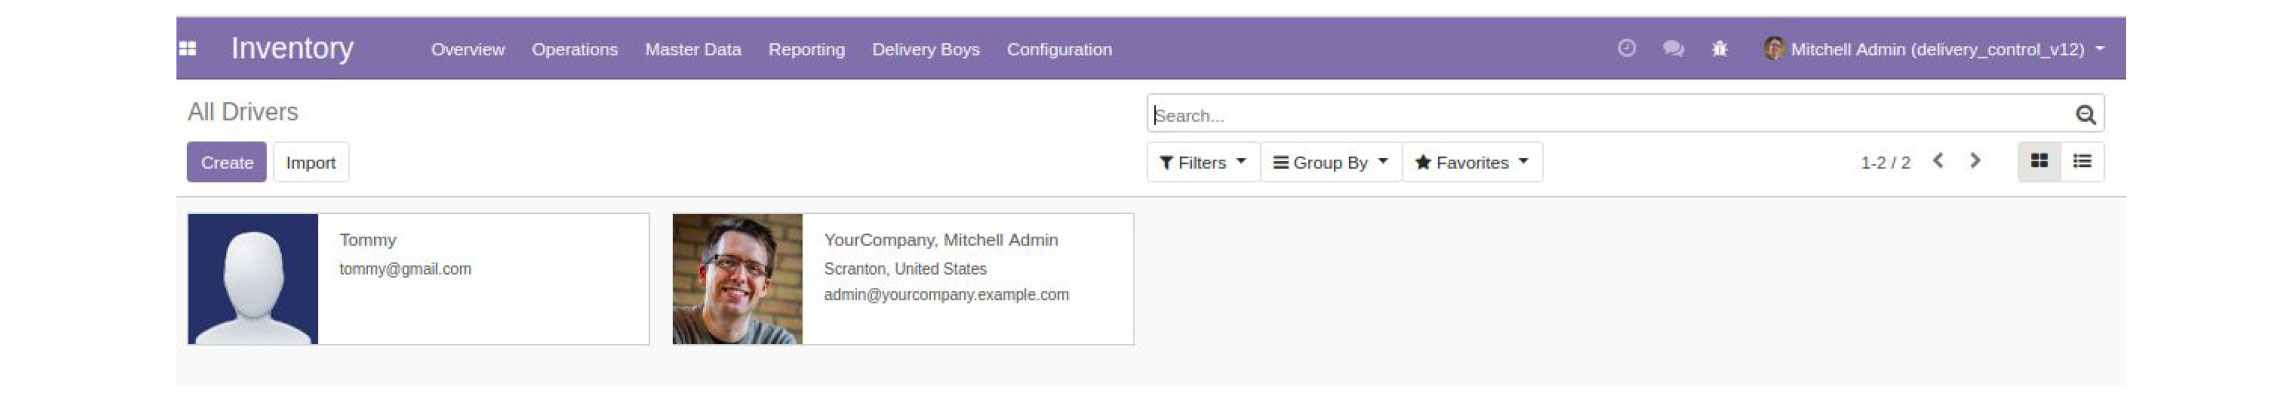 Inventory Overview Operations Master Data Reporting Delivery Boys Configuration Mitchell Admin (delivery_control_v12)
All Drivers
Search...
Create Import Filters Group By Favorites 1-2 / 2
Tommy
tommy@gmail.com
YourCompany, Mitchell Admin
Scranton, United States
admin@yourcompany.example.com